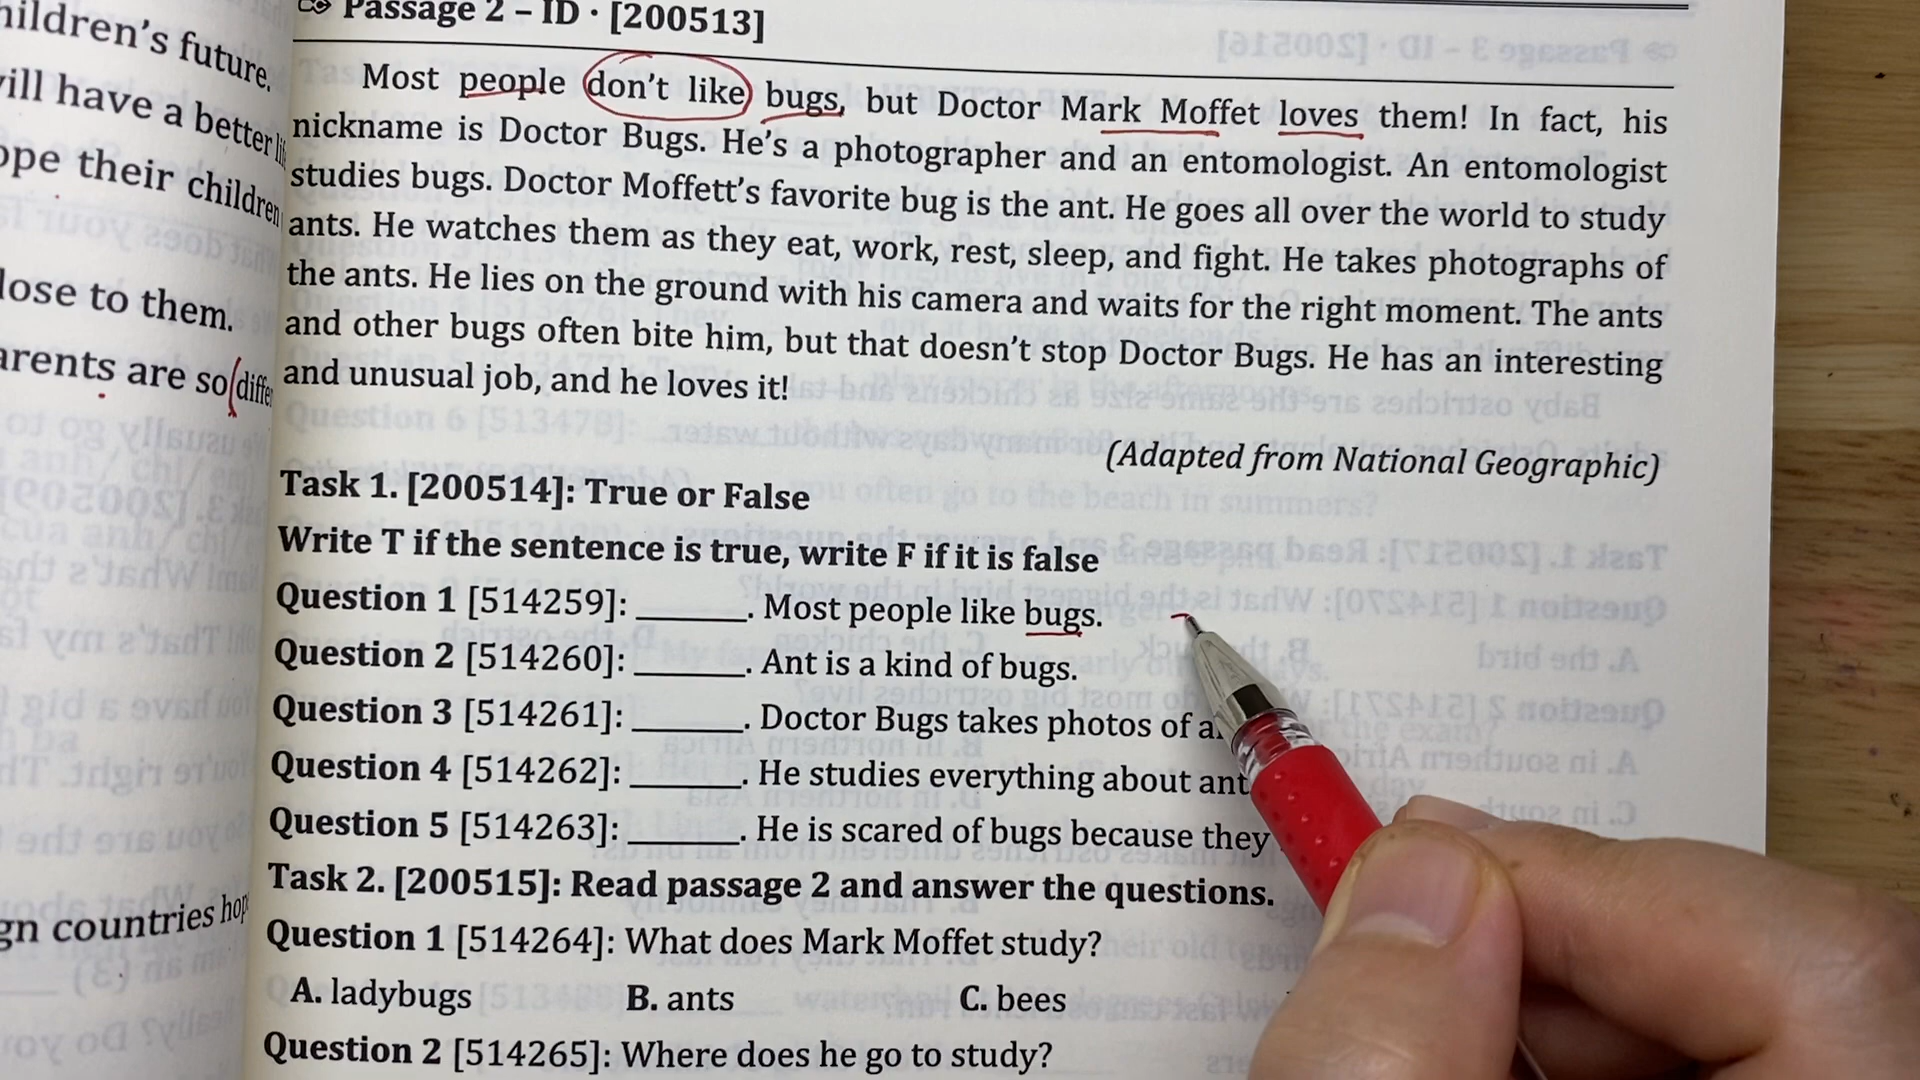 hildren's future.
will have a better
ope their children
lose to them.
arents are so
gn countries
Passage 2 – ID · [200513]
Most people don't like bugs, but Doctor Mark Moffet loves them! In fact, his
nickname is Doctor Bugs. He's a photographer and an entomologist. An entomologist
studies bugs. Doctor Moffett's favorite bug is the ant. He goes all over the world to study
ants. He watches them as they eat, work, rest, sleep, and fight. He takes photographs of
the ants. He lies on the ground with his camera and waits for the right moment. The ants
and other bugs often bite him, but that doesn't stop Doctor Bugs. He has an interesting
and unusual job, and he loves it!
(Adapted from National Geographic)
Task 1. [200514]: True or False
Write T if the sentence is true, write F if it is false
Question 1 [514259]: ______. Most people like bugs.
Question 2 [514260]: ______. Ant is a kind of bugs.
Question 3 [514261]: ______. Doctor Bugs takes photos of
Question 4 [514262]: ______. He studies everything about ant
Question 5 [514263]: ______. He is scared of bugs because they
Task 2. [200515]: Read passage 2 and answer the questions.
Question 1 [514264]: What does Mark Moffet study?
A. ladybugs B. ants C. bees
Question 2 [514265]: Where does he go to study?